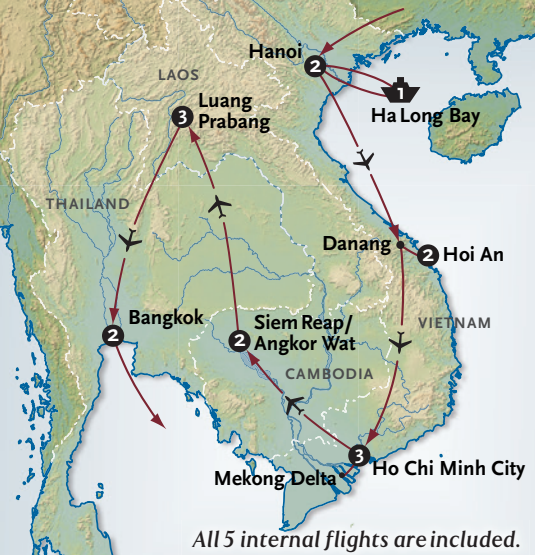 Hanoi
2
1
Ha Long Bay
LAOS
3
Luang
Prabang
THAILAND
Danang
2
Hoi An
2
Bangkok
2
Siem Reap/
Angkor Wat
VIETNAM
CAMBODIA
3
Ho Chi Minh City
Mekong Delta
All 5 internal flights are included.